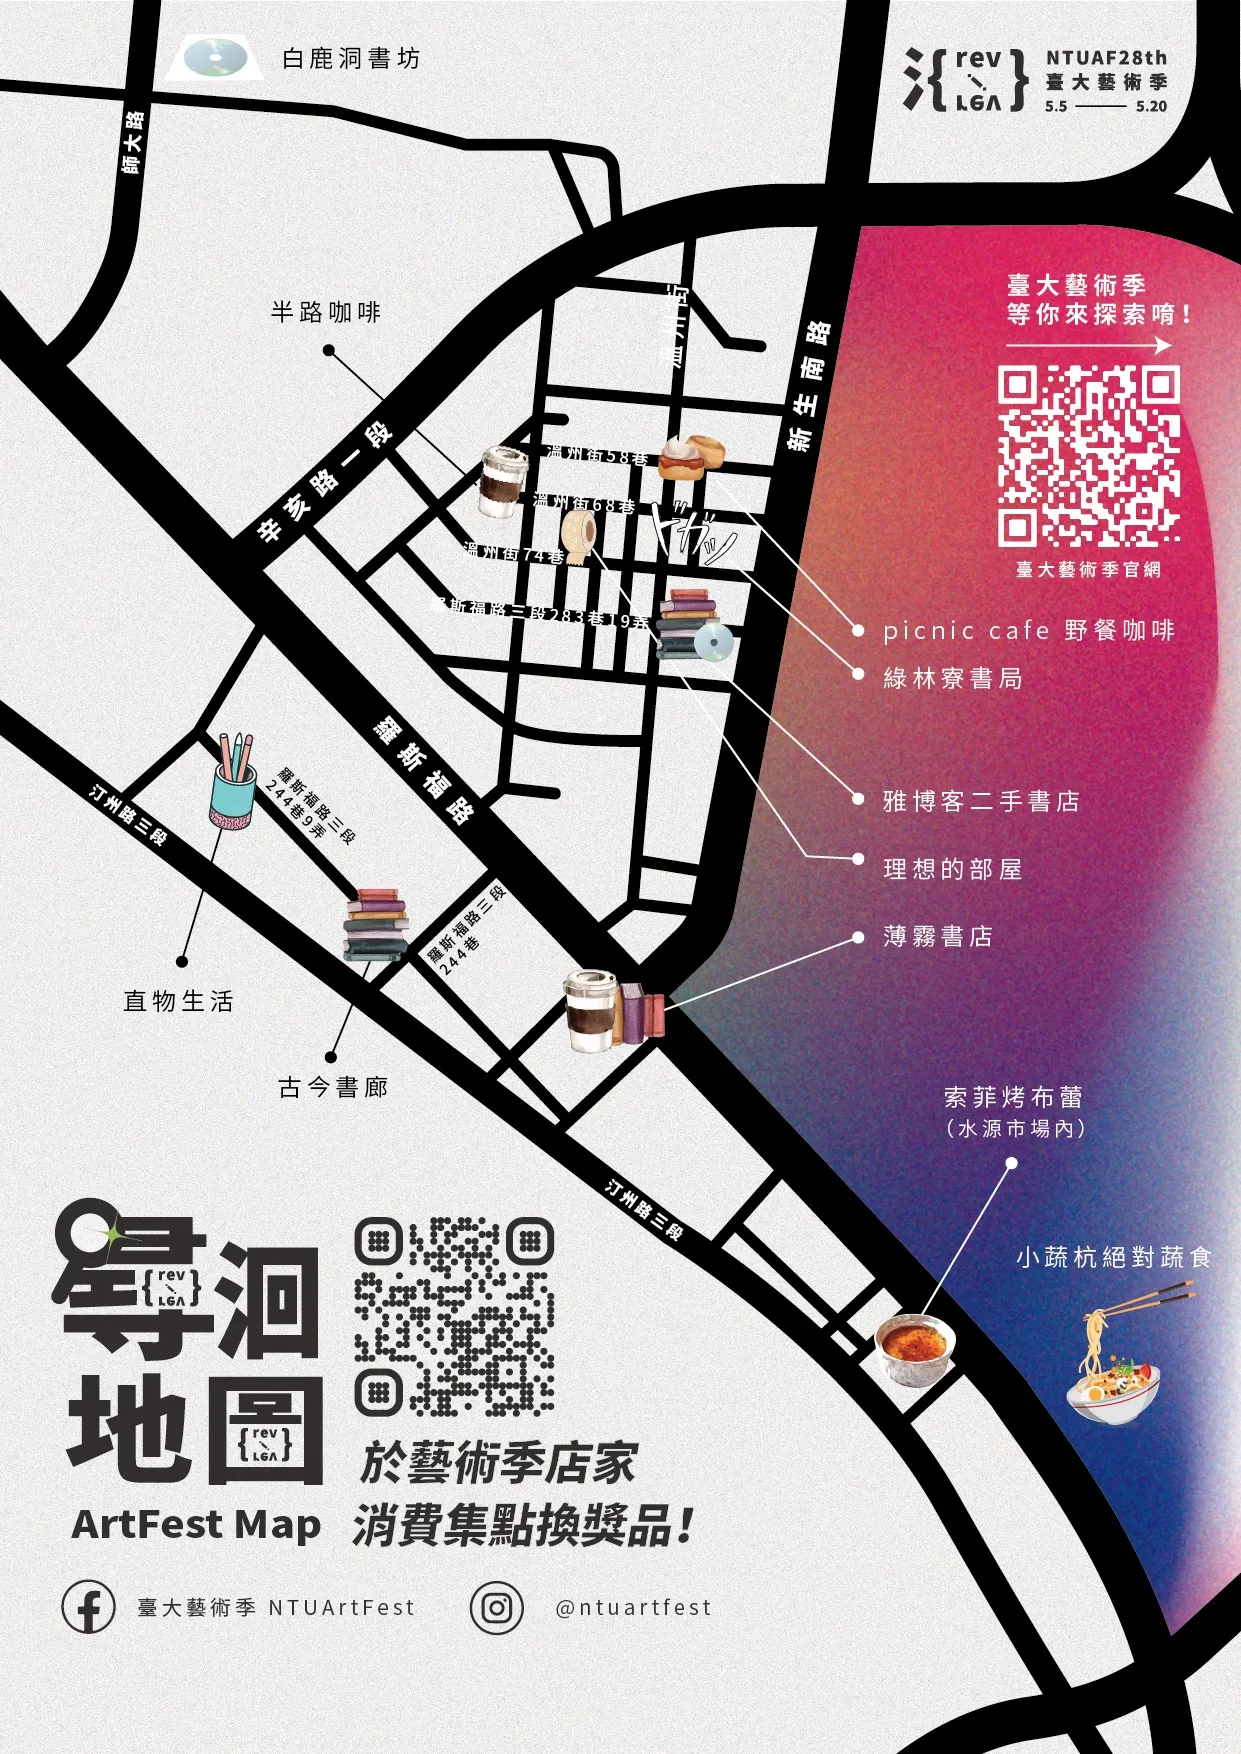 白鹿洞書坊
rev
NTUAF28th
臺大藝術季
5.5 —— 5.20
師大路
臺大藝術季
等你來探索唷！
半路咖啡
溫州街
新生南路
辛亥路一段
溫州街58巷
溫州街68巷
ドガッ
溫州街74巷
臺大藝術季官網
羅斯福路三段283巷19弄
picnic cafe 野餐咖啡
綠林寮書局
羅斯福路
汀州路三段
羅斯福路三段
244巷9弄
雅博客二手書店
理想的部屋
羅斯福路三段
244巷
薄霧書店
直物生活
古今書廊
索菲烤布蕾
（水源市場內）
汀州路三段
小蔬杭絕對蔬食
尋洄
rev
地圖
rev
ArtFest Map
於藝術季店家
消費集點換獎品！
臺大藝術季 NTUArtFest
@ntuartfest